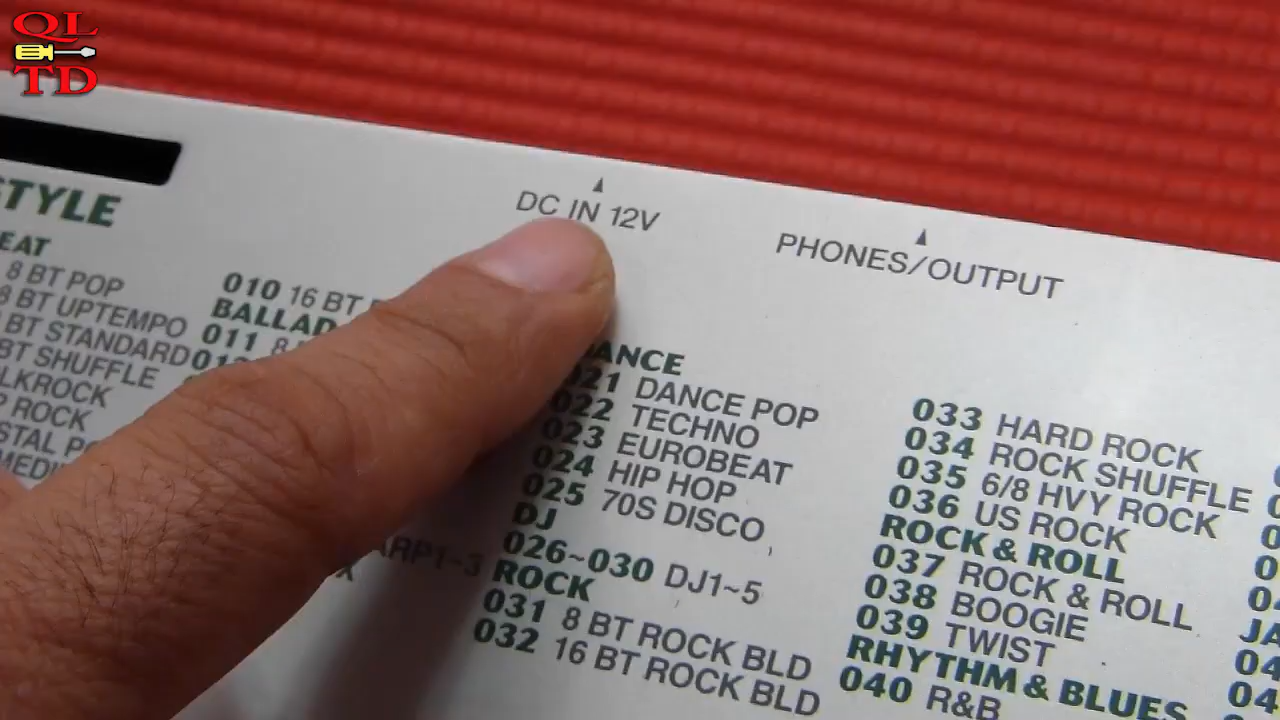 QL
TD
DC IN 12V
PHONES/OUTPUT
STYLE
8 BT POP
8 BT UPTEMPO
BT STANDARD
BT SHUFFLE
ROCK
010 16 BT
BALLAD
011 8
DANCE
021 DANCE POP
022 TECHNO
023 EUROBEAT
024 HIP HOP
025 70S DISCO
DJ
026~030 DJ1~5
ROCK
031 8 BT ROCK BLD
032 16 BT ROCK BLD
033 HARD ROCK
034 ROCK SHUFFLE
035 6/8 HVY ROCK
036 US ROCK
ROCK & ROLL
037 ROCK & ROLL
038 BOOGIE
039 TWIST
RHYTHM & BLUES
040 R&B